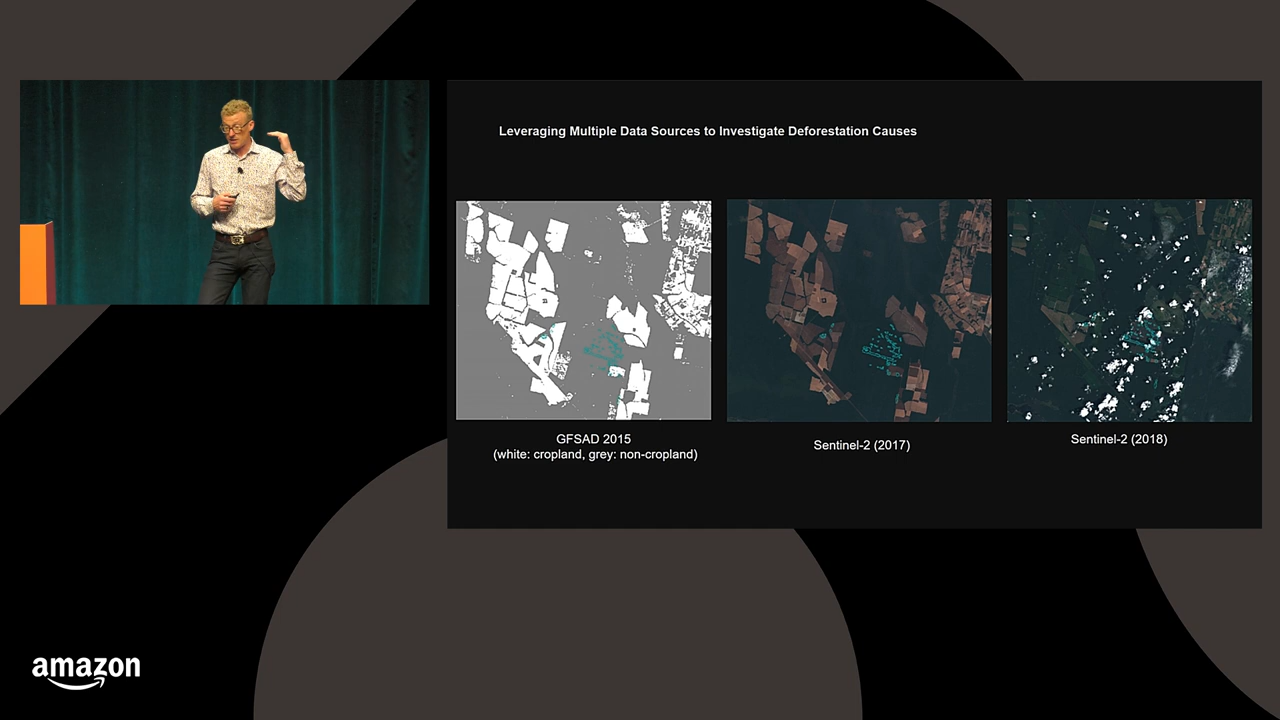 Leveraging Multiple Data Sources to Investigate Deforestation Causes
GFSAD 2015
(white: cropland, grey: non-cropland)
Sentinel-2 (2017)
Sentinel-2 (2018)
amazon